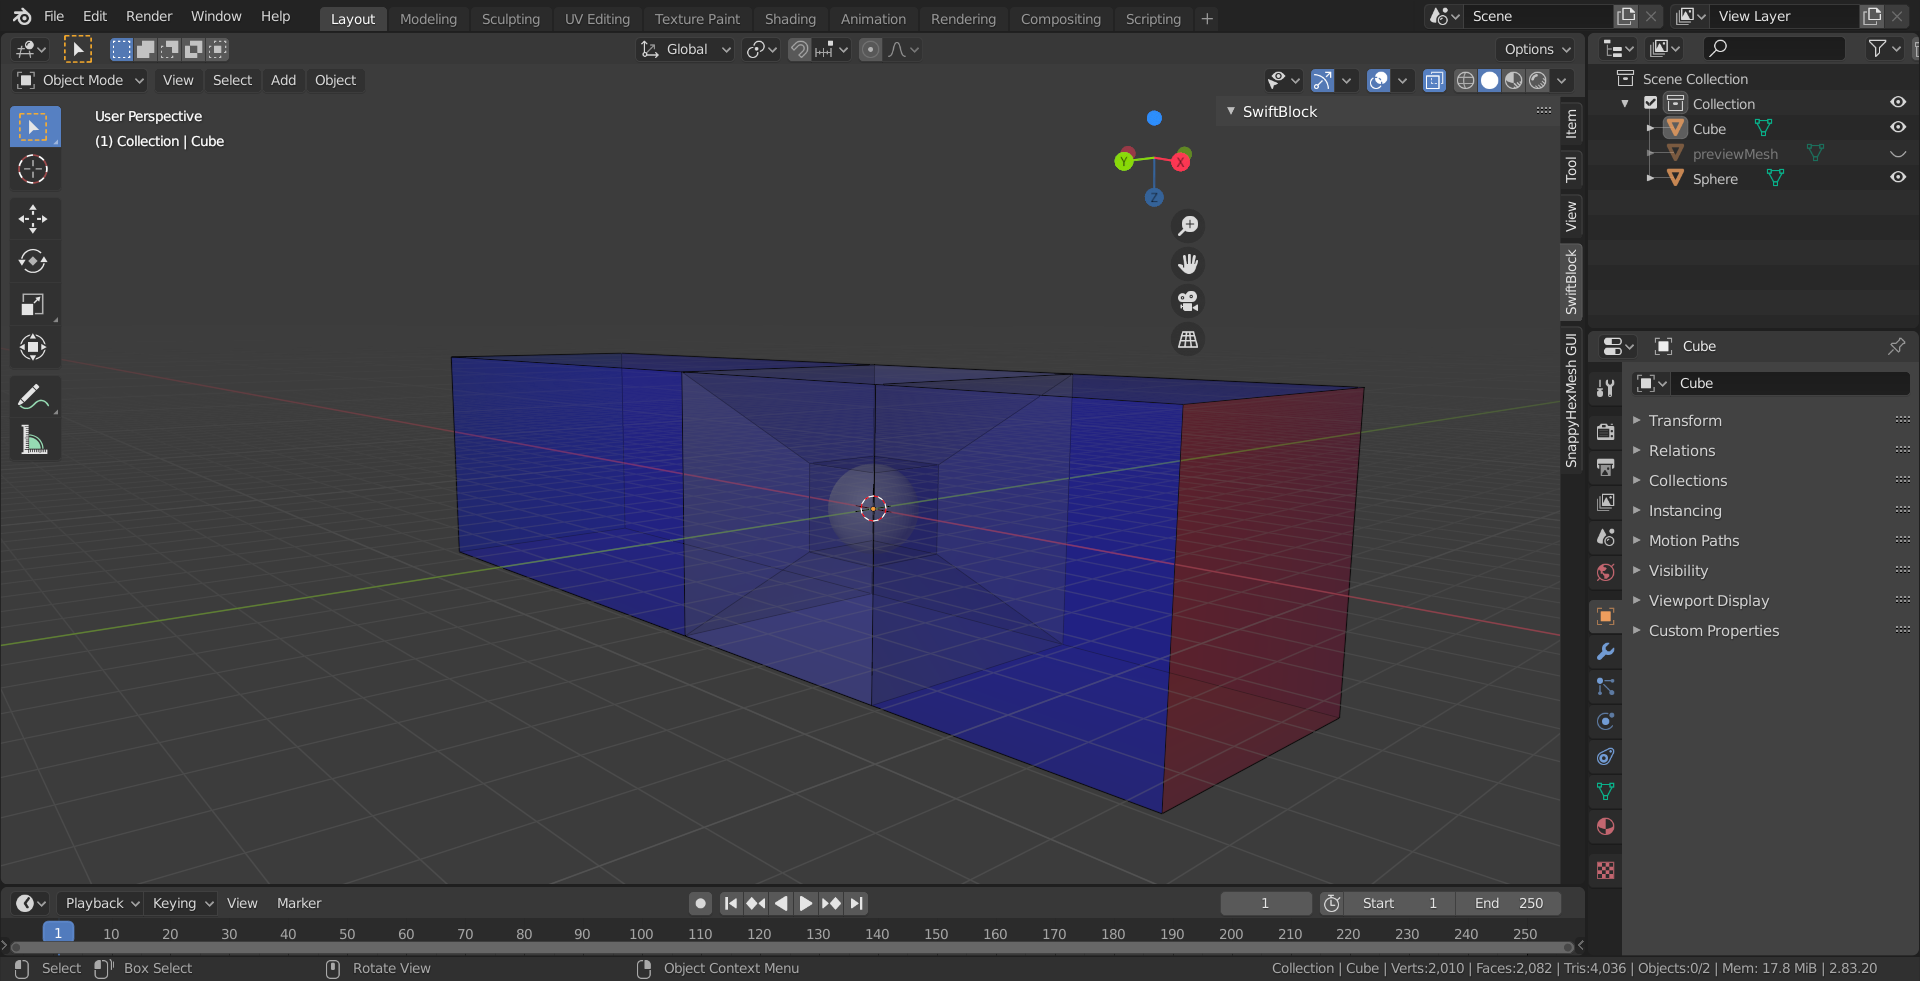 File Edit Render Window Help Layout Modeling Sculpting UV Editing Texture Paint Shading Animation Rendering Compositing Scripting + Scene View Layer
Global Options
Object Mode View Select Add Object
User Perspective
(1) Collection | Cube
SwiftBlock
Y X
Z
Item
Tool
View
SwiftBlock
SnappyHexMesh GUI
Scene Collection
Collection
Cube
previewMesh
Sphere
Cube
Cube
Transform
Relations
Collections
Instancing
Motion Paths
Visibility
Viewport Display
Custom Properties
Playback Keying View Marker 1 Start 1 End 250
1 10 20 30 40 50 60 70 80 90 100 110 120 130 140 150 160 170 180 190 200 210 220 230 240 250
Select Box Select Rotate View Object Context Menu Collection | Cube | Verts:2,010 | Faces:2,082 | Tris:4,036 | Objects:0/2 | Mem: 17.8 MiB | 2.83.20